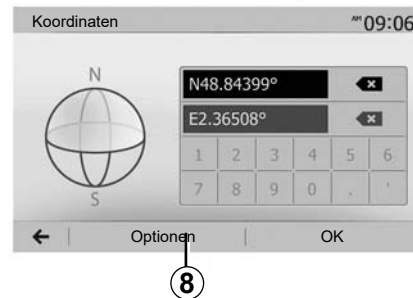 Koordinaten AM 09:06
N
S
N48.84399°
E2.36508°
1 2 3 4 5 6
7 8 9 0 . '
Optionen OK
8